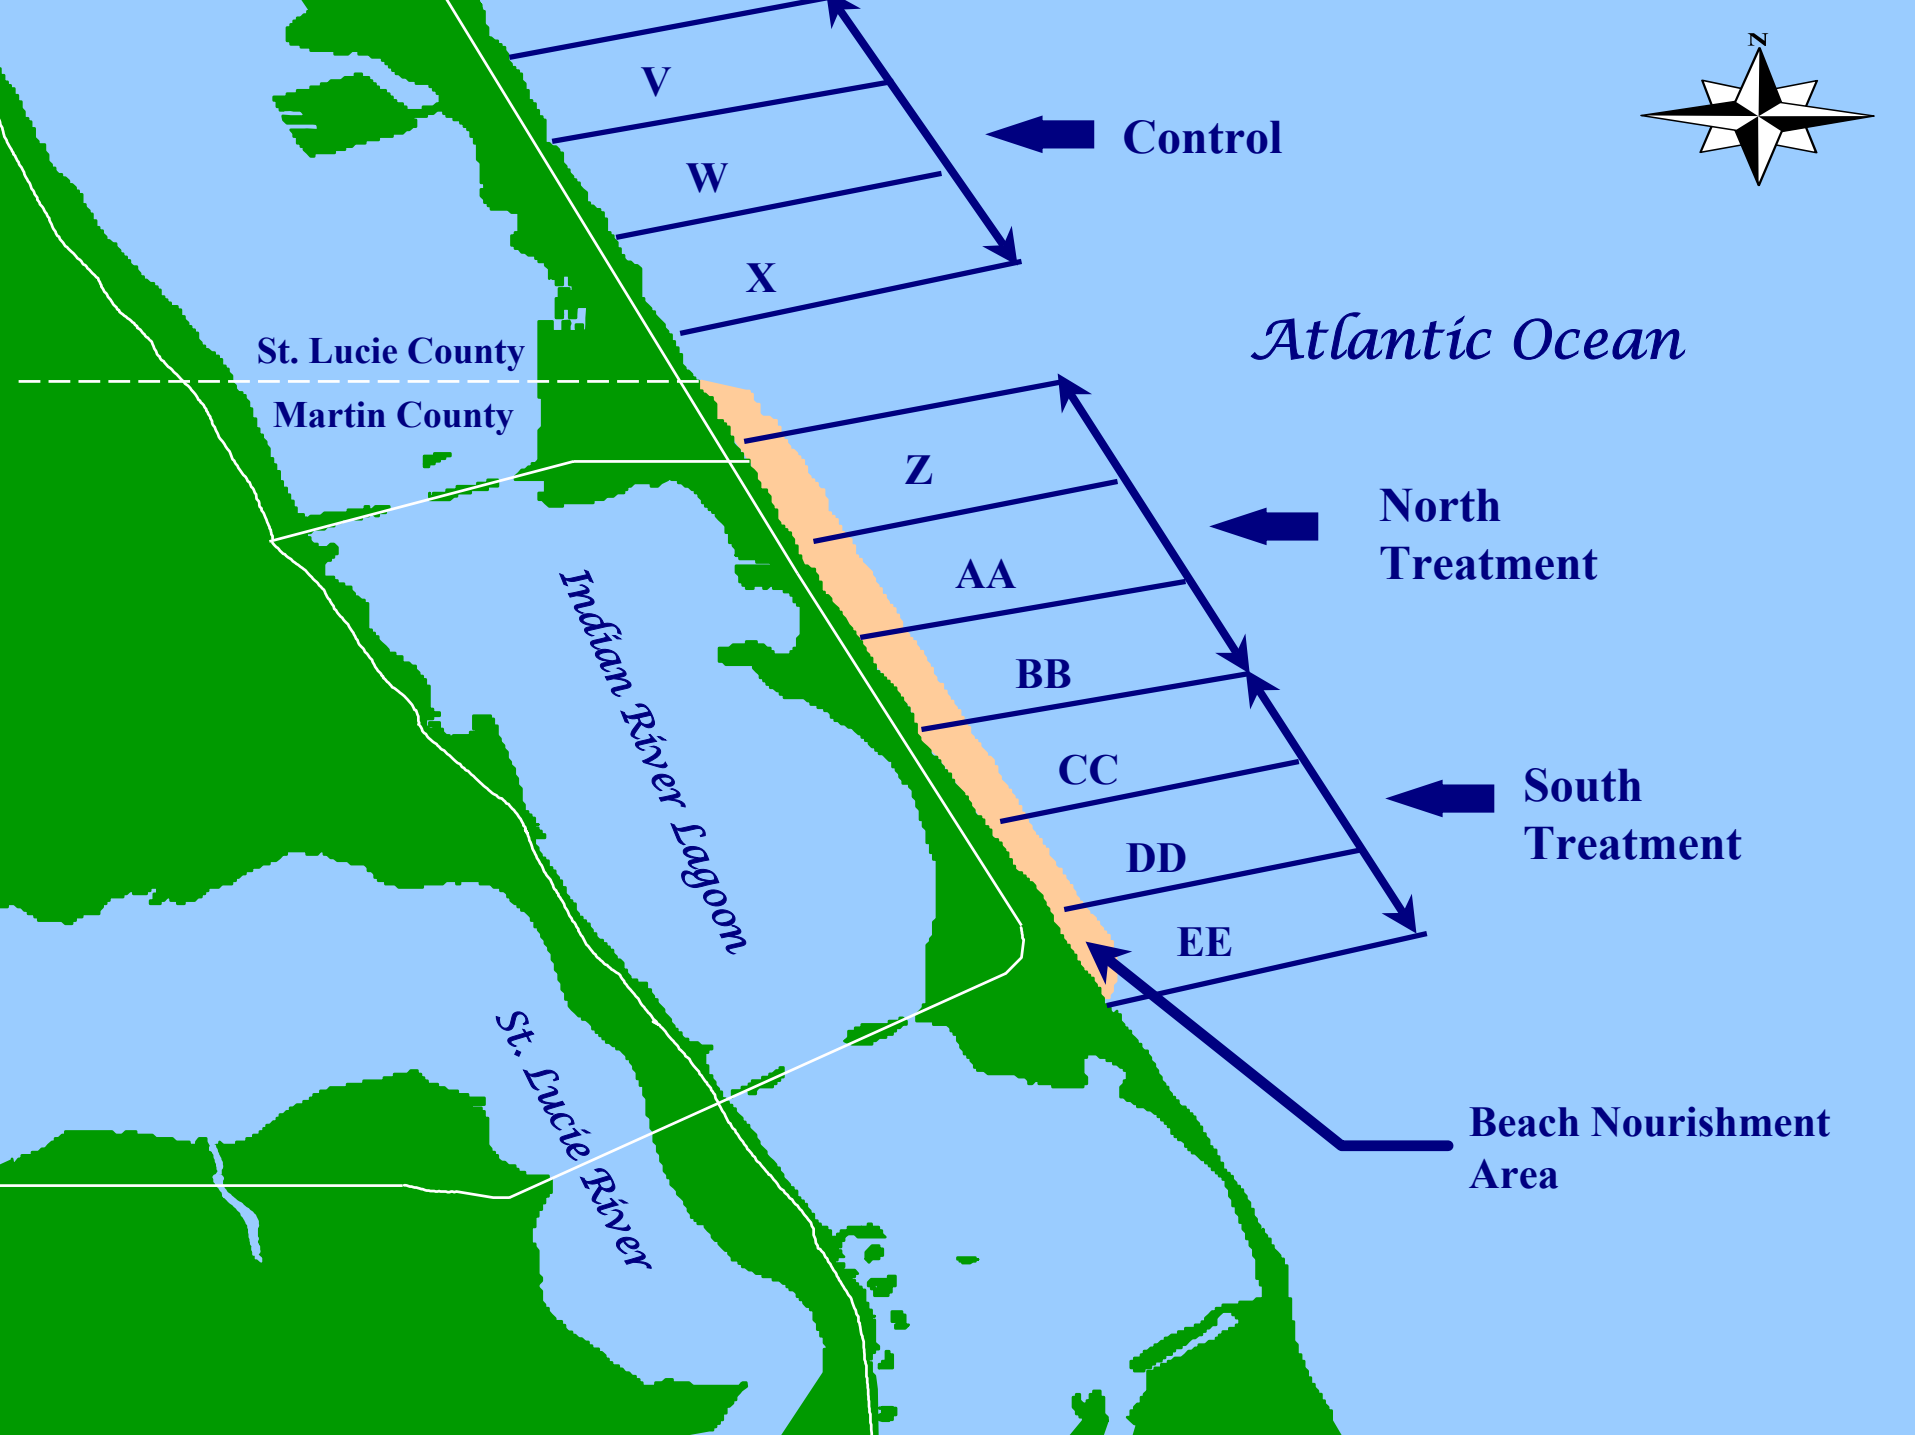 N
V
Control
W
X
Atlantic Ocean
St. Lucie County
Martin County
Z
North
Treatment
AA
Indian River Lagoon
BB
CC
South
Treatment
DD
EE
St. Lucie River
Beach Nourishment
Area